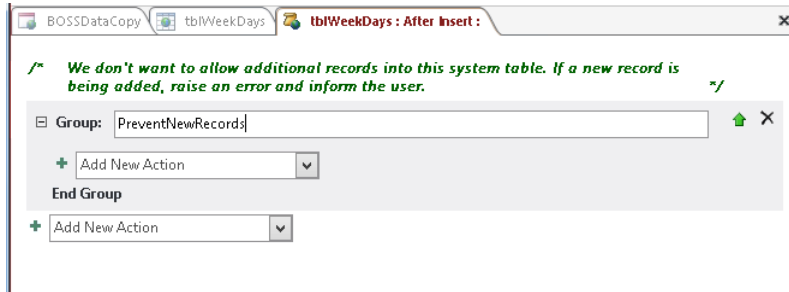 BOSSDataCopy tblWeekDays tblWeekDays : After Insert :
/* We don't want to allow additional records into this system table. If a new record is
being added, raise an error and inform the user. */
Group: PreventNewRecords
Add New Action
End Group
Add New Action